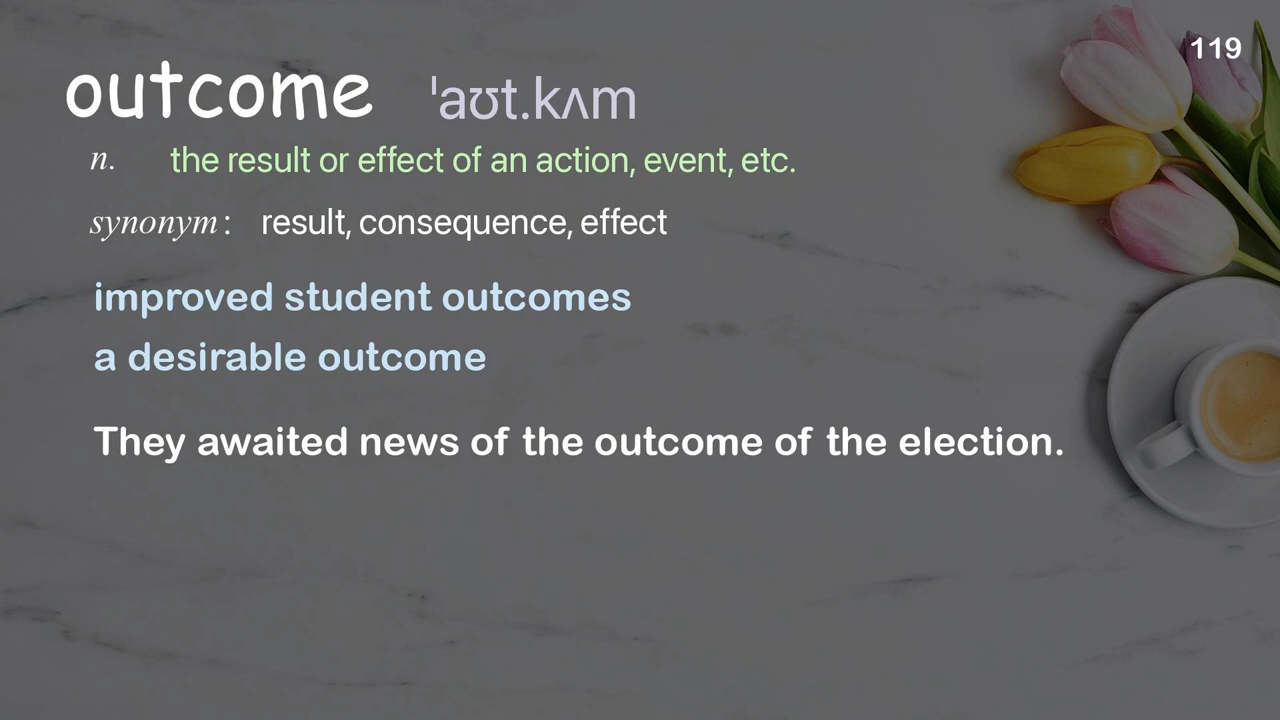 119
outcome ˈaʊt.kʌm
n. the result or effect of an action, event, etc.
synonym: result, consequence, effect
improved student outcomes
a desirable outcome
They awaited news of the outcome of the election.